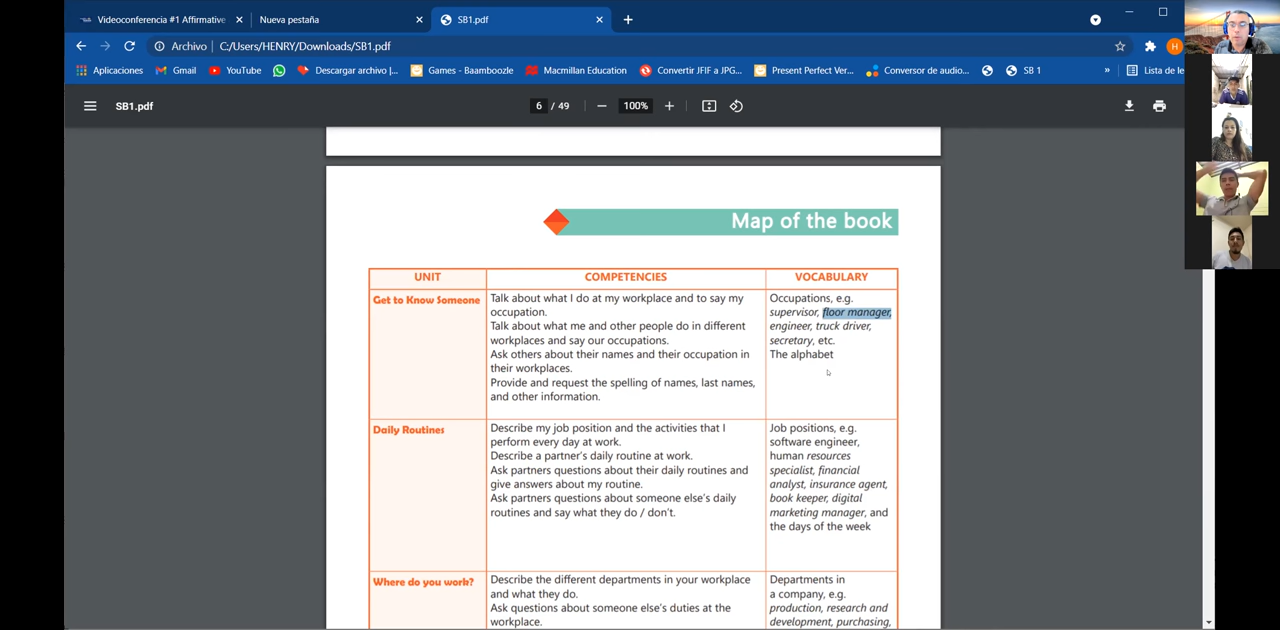 Videoconferencia #1 Affirmative
Nueva pestaña
SB1.pdf
Archivo
C:/Users/HENRY/Downloads/SB1.pdf
H
Aplicaciones
Gmail
YouTube
Descargar archivo |...
Games - Baamboozle
Macmillan Education
Convertir JFIF a JPG...
Present Perfect Ver...
Conversor de audio...
SB 1
»
Lista de le
SB1.pdf
6 / 49
100%
Map of the book
UNIT
COMPETENCIES
VOCABULARY
Get to Know Someone
Talk about what I do at my workplace and to say my
occupation.
Talk about what me and other people do in different
workplaces and say our occupations.
Ask others about their names and their occupation in
their workplaces.
Provide and request the spelling of names, last names,
and other information.
Occupations, e.g.
supervisor, floor manager,
engineer, truck driver,
secretary, etc.
The alphabet
Daily Routines
Describe my job position and the activities that I
perform every day at work.
Describe a partner's daily routine at work.
Ask partners questions about their daily routines and
give answers about my routine.
Ask partners questions about someone else's daily
routines and say what they do / don't.
Job positions, e.g.
software engineer,
human resources
specialist, financial
analyst, insurance agent,
book keeper, digital
marketing manager, and
the days of the week
Where do you work?
Describe the different departments in your workplace
and what they do.
Ask questions about someone else's duties at the
workplace.
Departments in
a company, e.g.
production, research and
development, purchasing,